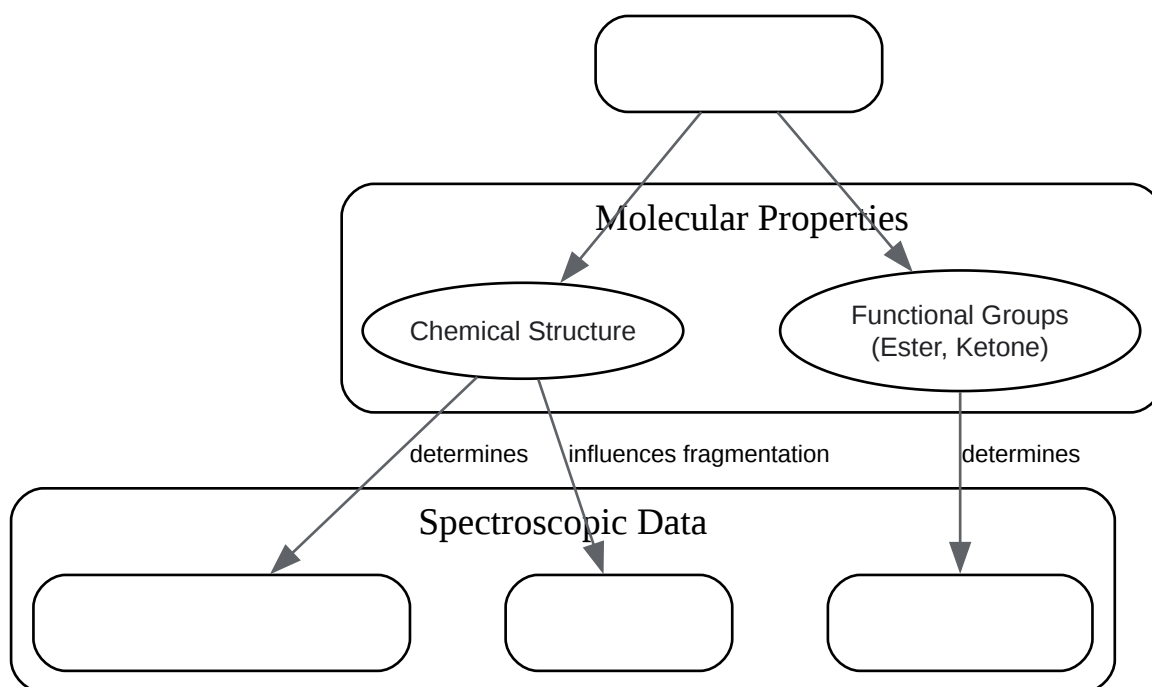 Molecular Properties
Chemical Structure
Functional Groups
(Ester, Ketone)
determines
influences fragmentation
determines
Spectroscopic Data